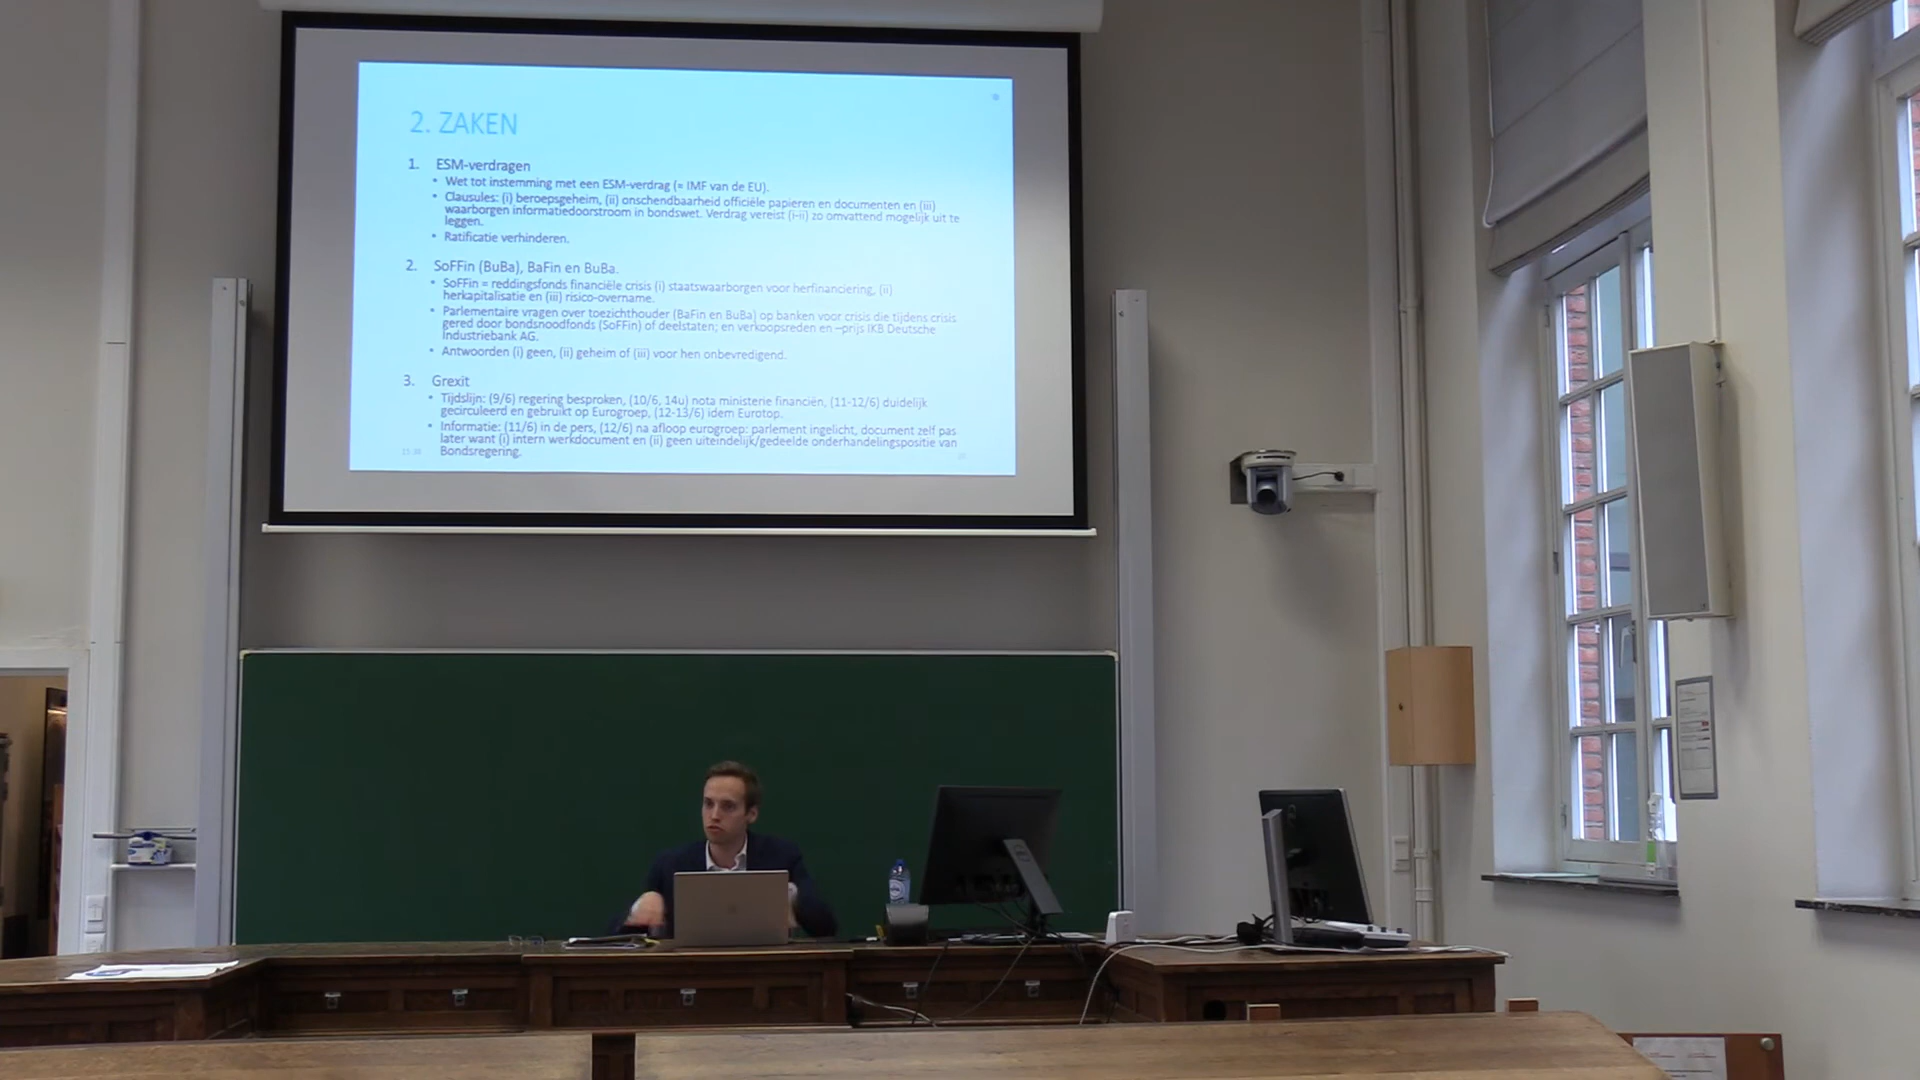 2. ZAKEN
1. ESM-verdragen
• Wet tot instemming met een ESM-verdrag (= IMF van de EU).
• Clausules: (i) beroepsgeheim, (ii) onschendbaarheid officiële papieren en documenten en (iii)
waarborgen informatiedoorstroom in bondswet. Verdrag vereist (i-ii) zo omvattend mogelijk uit te
leggen.
• Ratificatie verhinderen.
2. SoFFin (BuBa), BaFin en BuBa.
• SoFFin = reddingsfonds financiële crisis (i) staatswaarborgen voor herfinanciering, (ii)
herkapitalisatie en (iii) risico-overname.
• Parlementaire vragen over toezichthouder (BaFin en BuBa) op banken voor crisis die tijdens crisis
gered door bondsnoodfonds (SoFFin) of deelstaten; en verkoopsreden en –prijs IKB Deutsche
Industriebank AG.
• Antwoorden (i) geen, (ii) geheim of (iii) voor hen onbevredigend.
3. Grexit
• Tijdslijn: (9/6) regering besproken, (10/6, 14u) nota ministerie financiën, (11-12/6) duidelijk
gecirculeerd en gebruikt op Eurogroep, (12-13/6) idem Eurotop.
• Informatie: (11/6) in de pers, (12/6) na afloop eurogroep: parlement ingelicht, document zelf pas
later want (i) intern werkdocument en (ii) geen uiteindelijk/gedeelde onderhandelingspositie van
Bondsregering.